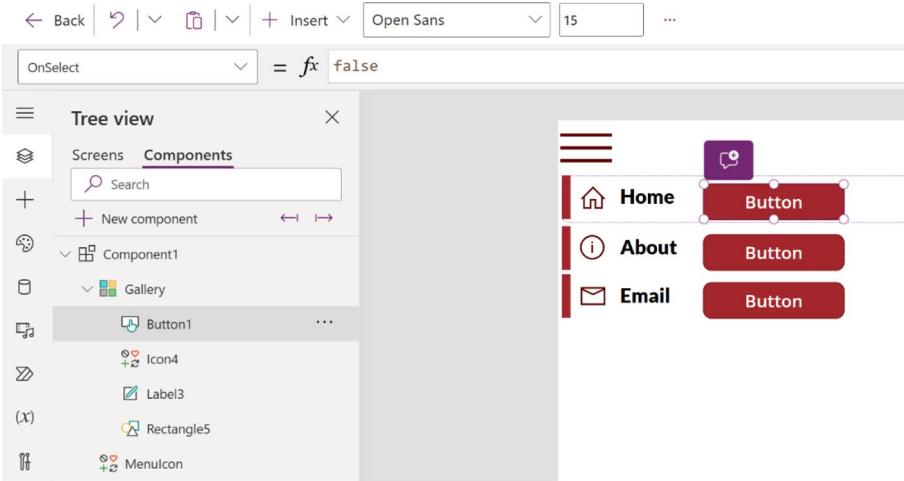 Back Insert Open Sans 15 ...
OnSelect = fx false
Tree view
Screens Components
Search
New component
Component1
Gallery
Button1 ...
Icon4
Label3
Rectangle5
MenuIcon
(x)
Home Button
About Button
Email Button